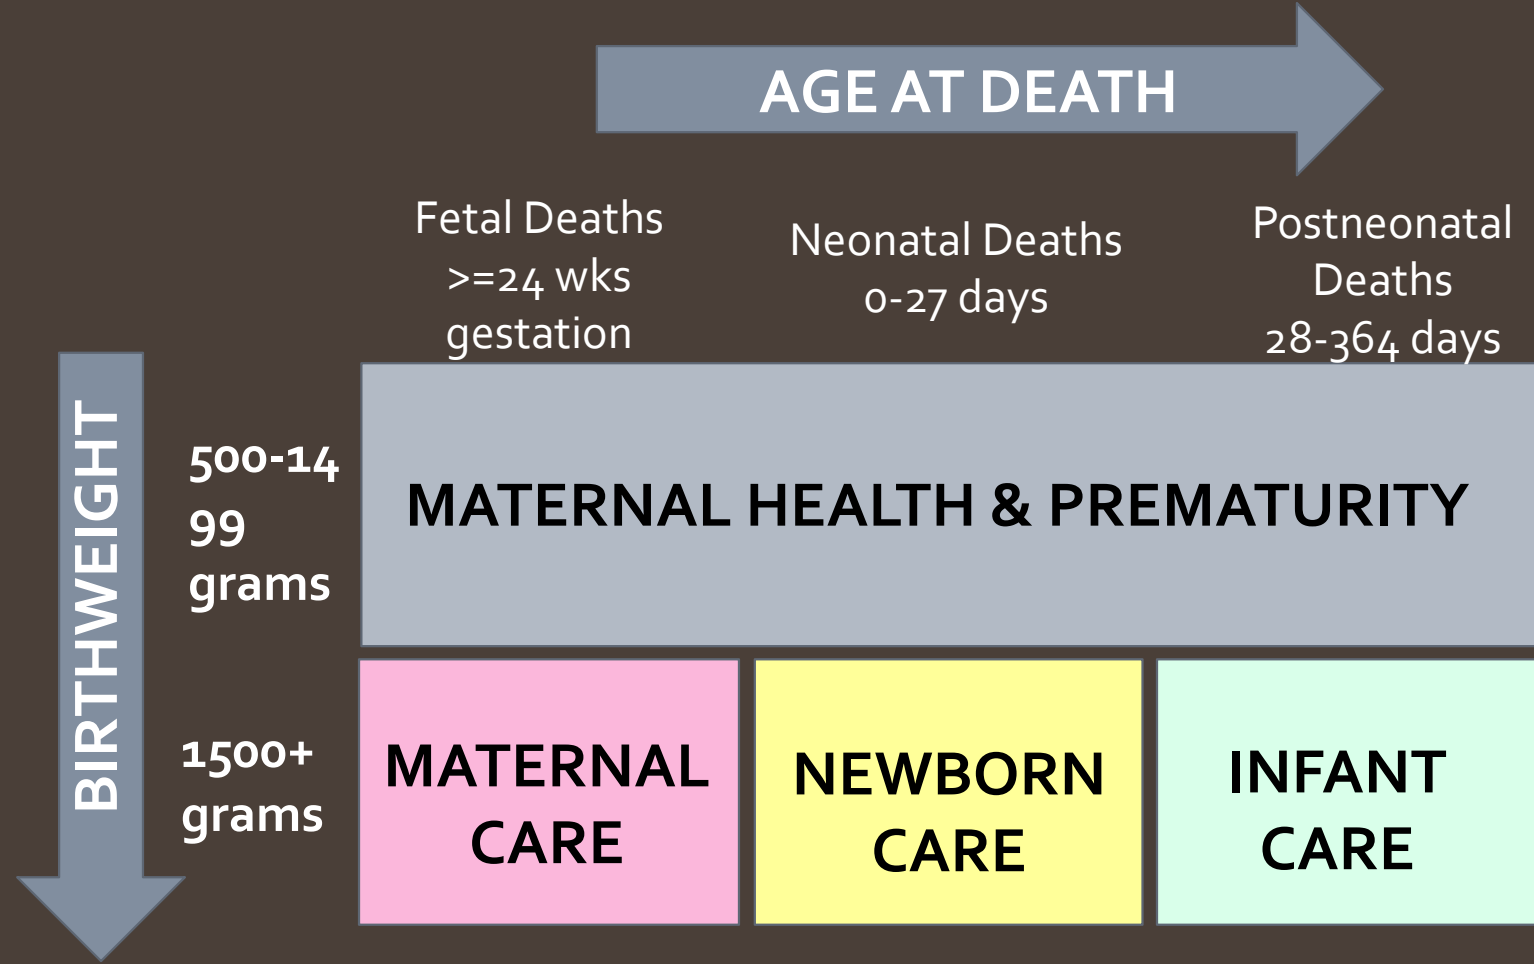 AGE AT DEATH
Fetal Deaths
>=24 wks
gestation
Neonatal Deaths
0-27 days
Postneonatal
Deaths
28-364 days
BIRTHWEIGHT
500-14
99
grams
MATERNAL HEALTH & PREMATURITY
1500+
grams
MATERNAL
CARE
NEWBORN
CARE
INFANT
CARE